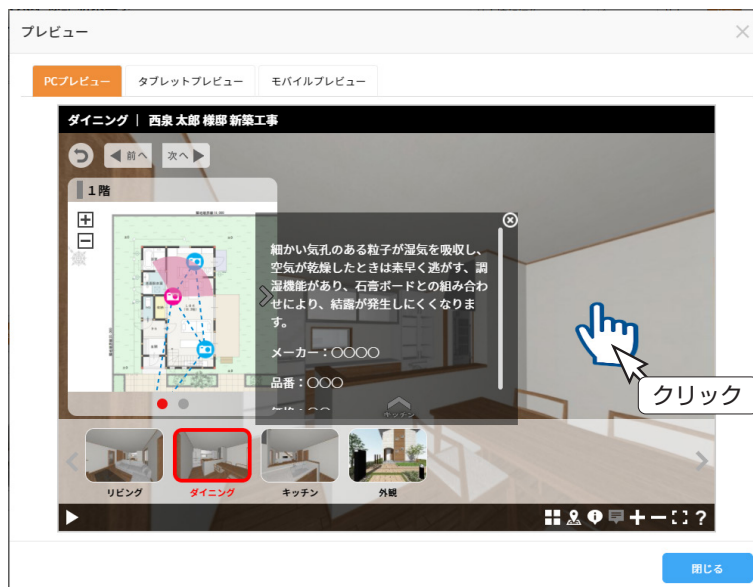 プレビュー
PCプレビュー
タブレットプレビュー
モバイルプレビュー
ダイニング | 西泉 太郎 様邸 新築工事
前へ
次へ
1階
細かい気孔のある粒子が湿気を吸収し、
空気が乾燥したときは素早く逃がす、調
湿機能があり、石膏ボードとの組み合わ
せにより、結露が発生しにくくなりま
す。
メーカー：〇〇〇〇
品番：〇〇〇
キッチン
クリック
リビング
ダイニング
キッチン
外観
閉じる